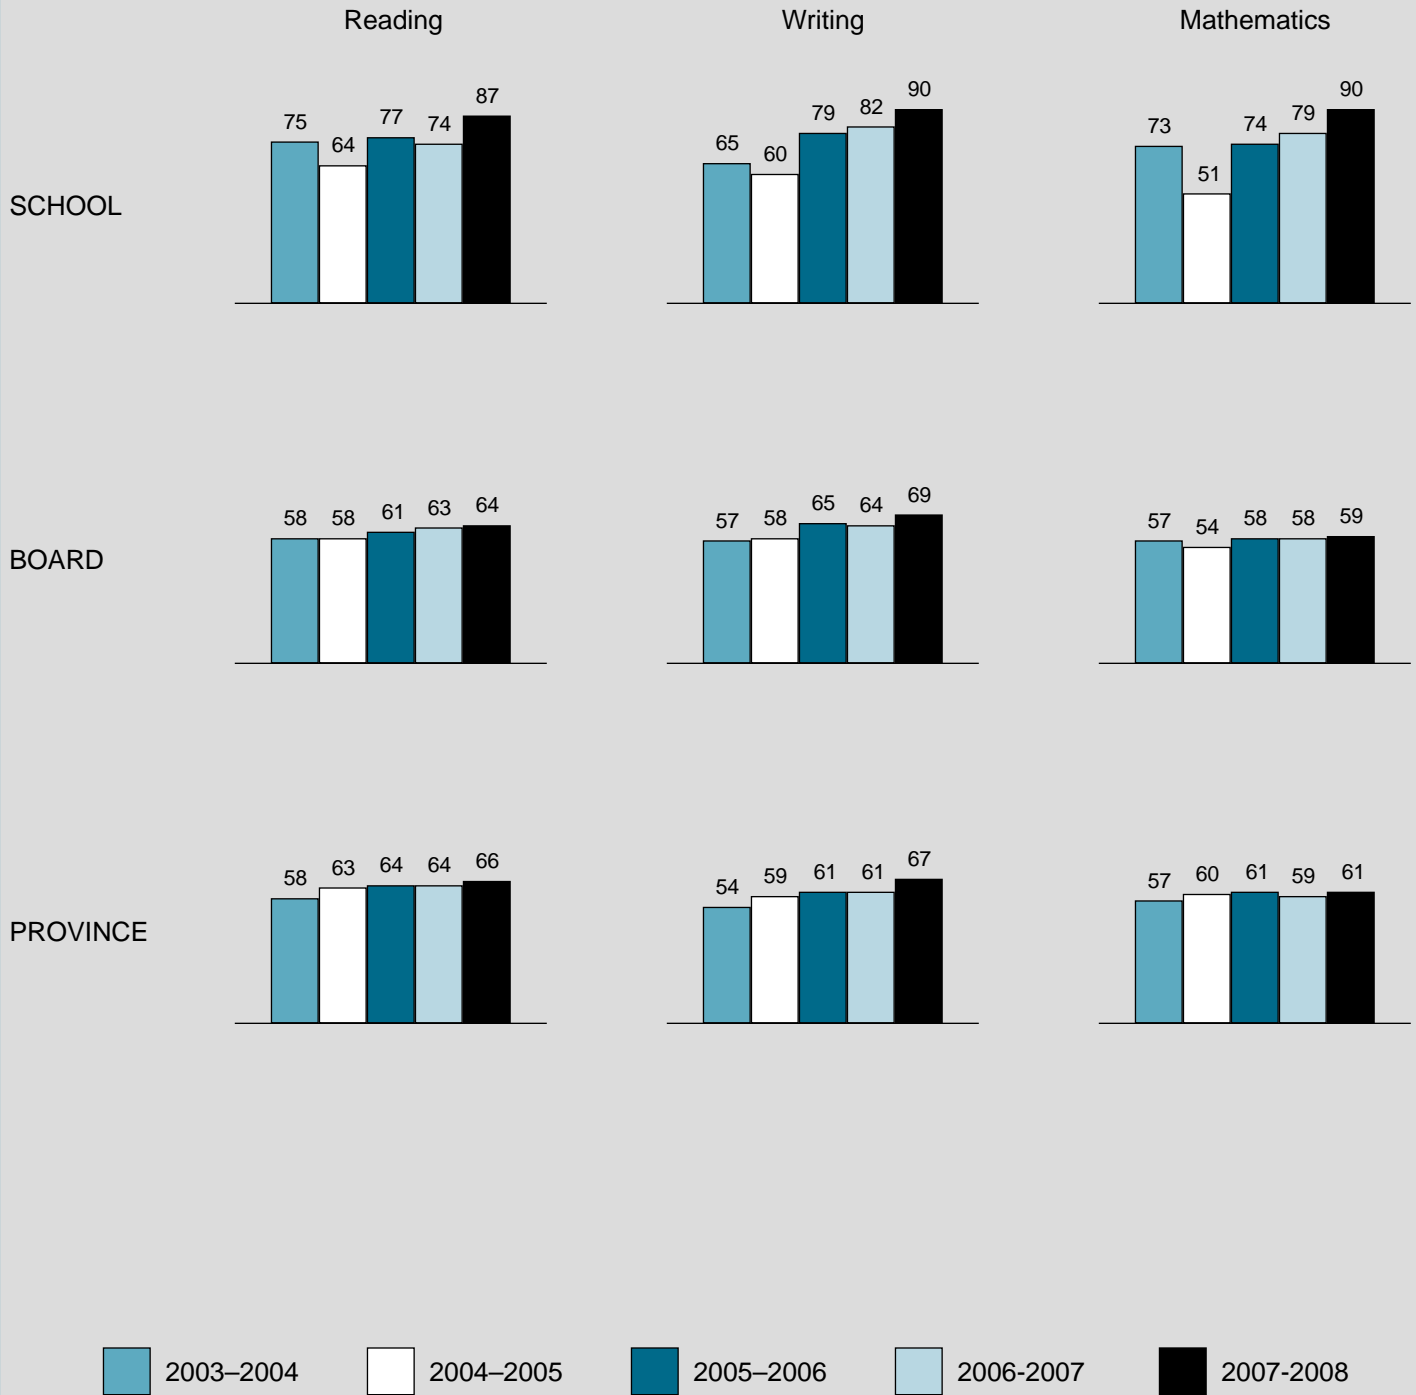 Reading Writing Mathematics
SCHOOL
75 64 77 74 87
65 60 79 82 90
73 51 74 79 90
BOARD
58 58 61 63 64
57 58 65 64 69
57 54 58 58 59
PROVINCE
58 63 64 64 66
54 59 61 61 67
57 60 61 59 61
2003–2004 2004–2005 2005–2006 2006-2007 2007-2008